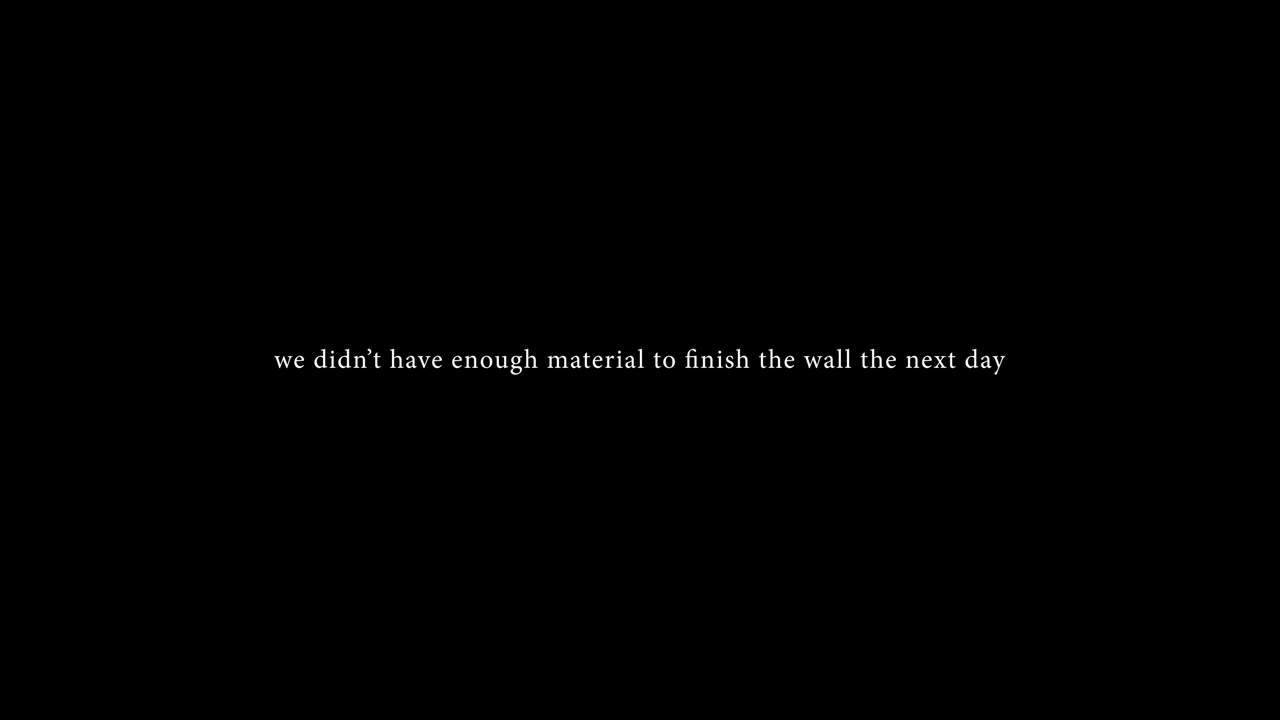 we didn’t have enough material to finish the wall the next day